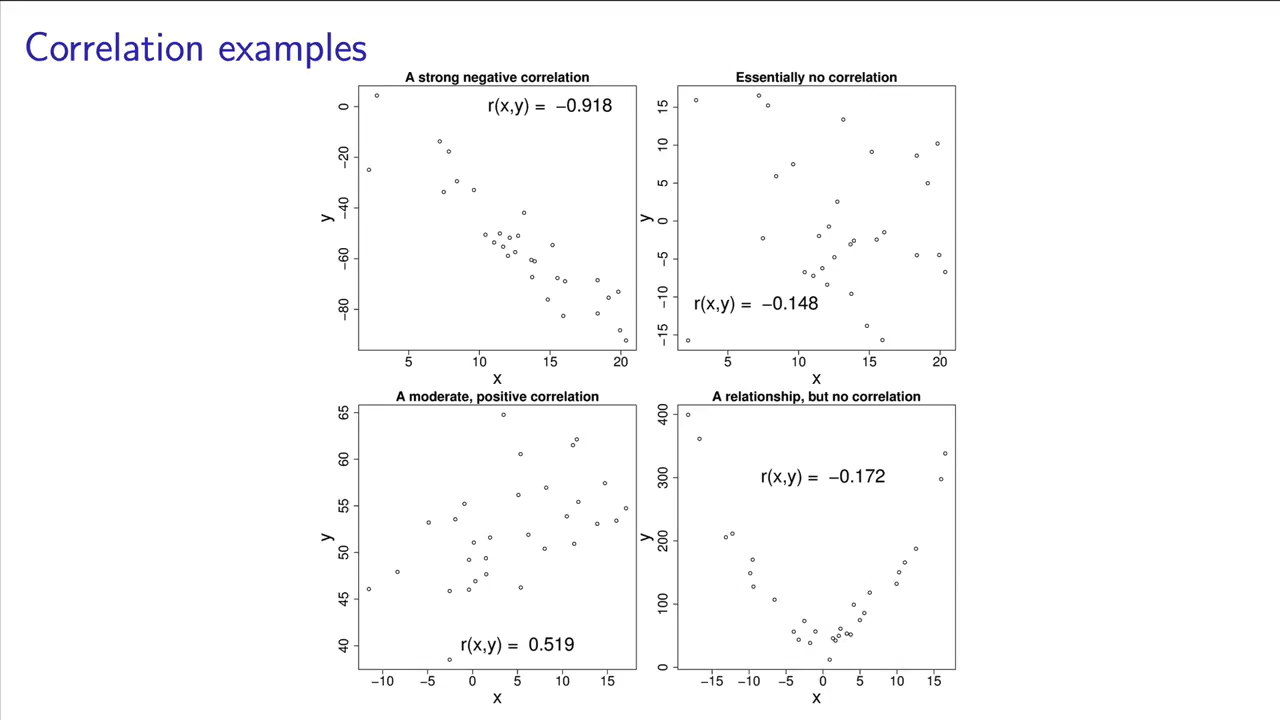 Correlation examples
A strong negative correlation
r(x,y) = −0.918
y
0
−20
−40
−60
−80
5 10 15 20
x
Essentially no correlation
r(x,y) = −0.148
y
15
10
5
0
−5
−10
−15
5 10 15 20
x
A moderate, positive correlation
r(x,y) = 0.519
y
65
60
55
50
45
40
−10 −5 0 5 10 15
x
A relationship, but no correlation
r(x,y) = −0.172
y
400
300
200
100
0
−15 −10 −5 0 5 10 15
x